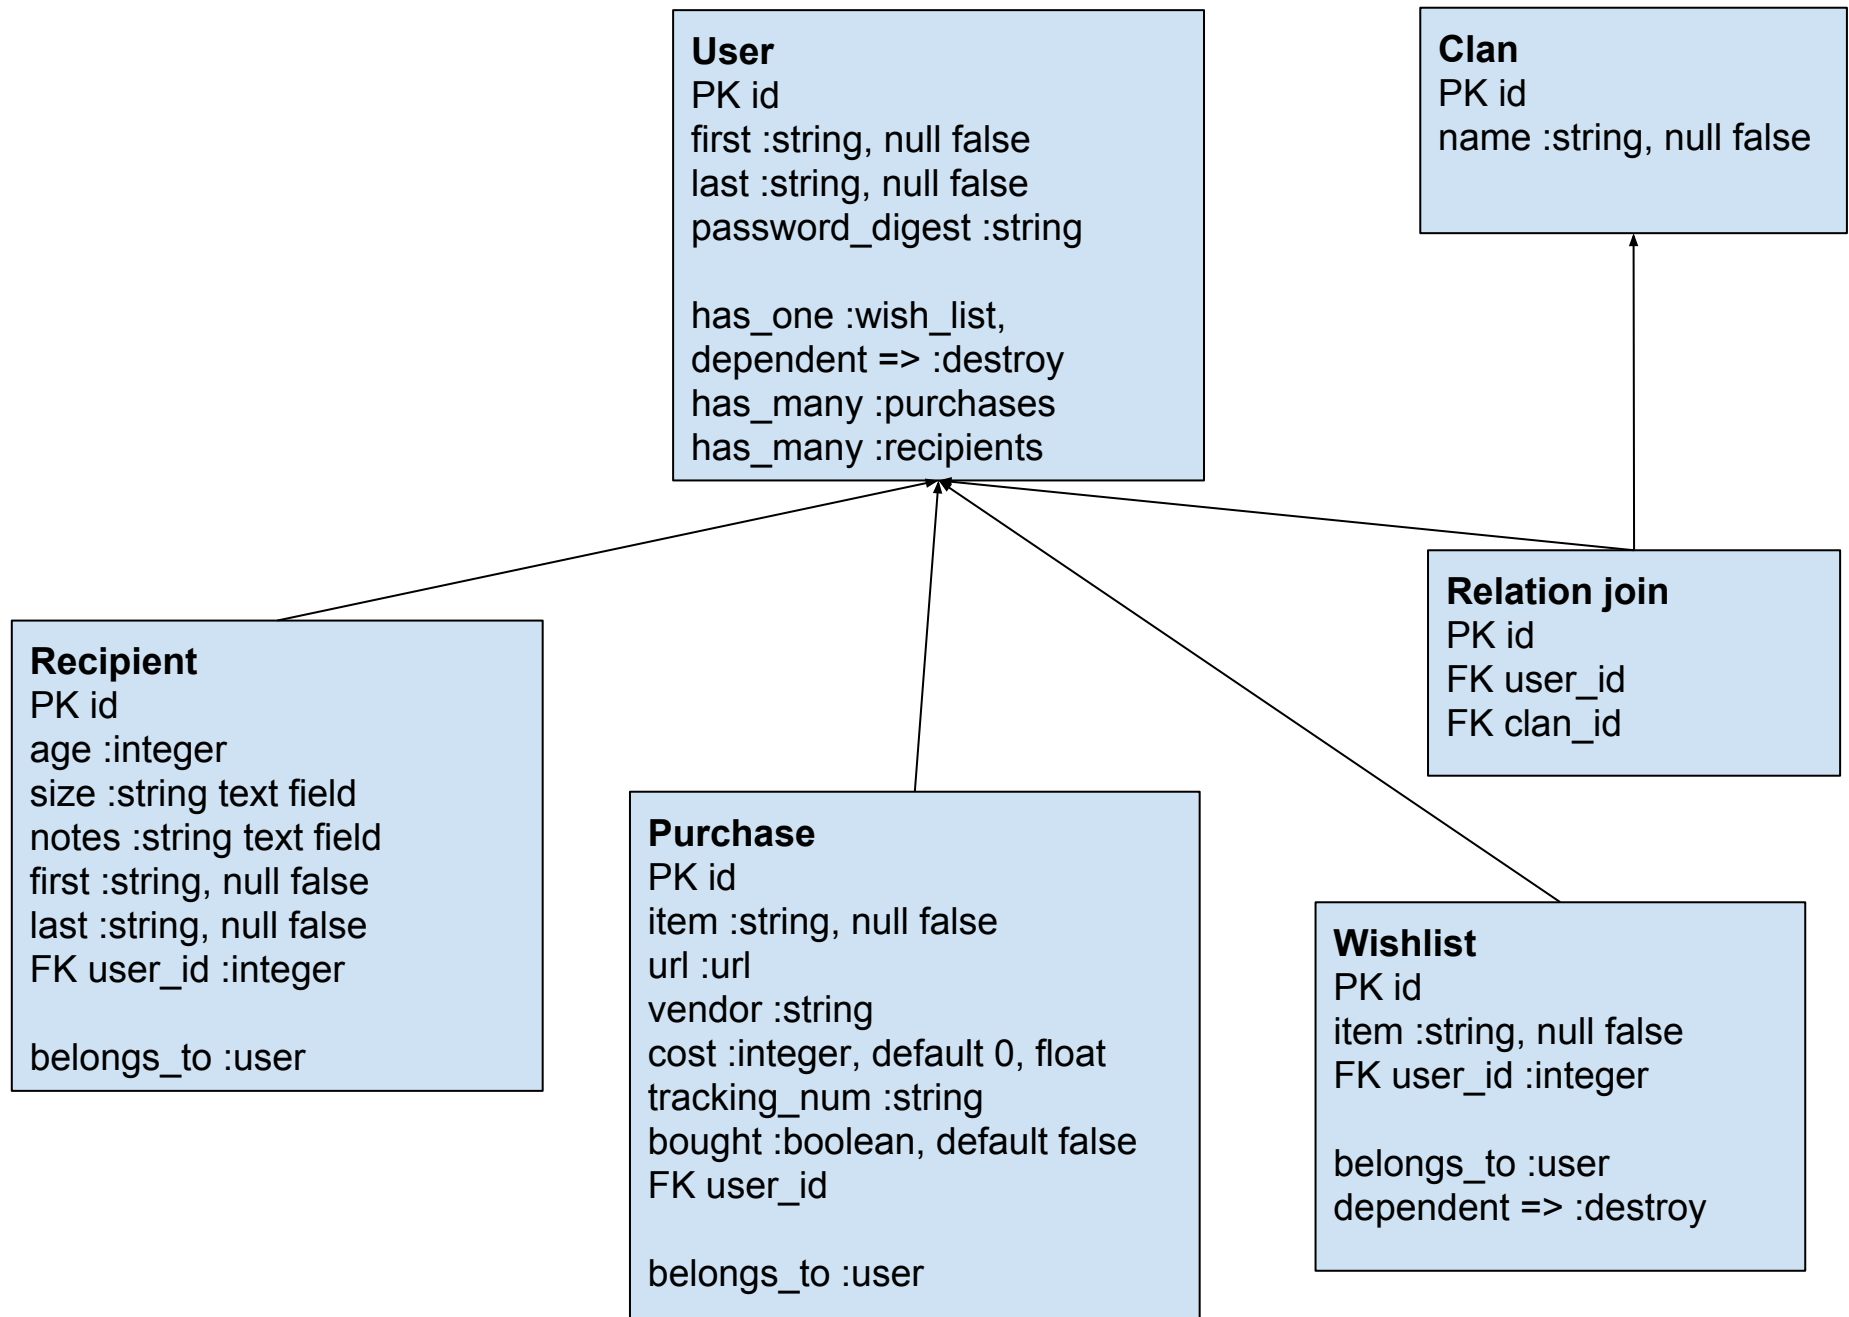 User
PK id
first :string, null false
last :string, null false
password_digest :string
has_one :wish_list,
dependent => :destroy
has_many :purchases
has_many :recipients
Clan
PK id
name :string, null false
Recipient
PK id
age :integer
size :string text field
notes :string text field
first :string, null false
last :string, null false
FK user_id :integer
belongs_to :user
Purchase
PK id
item :string, null false
url :url
vendor :string
cost :integer, default 0, float
tracking_num :string
bought :boolean, default false
FK user_id
belongs_to :user
Relation join
PK id
FK user_id
FK clan_id
Wishlist
PK id
item :string, null false
FK user_id :integer
belongs_to :user
dependent => :destroy